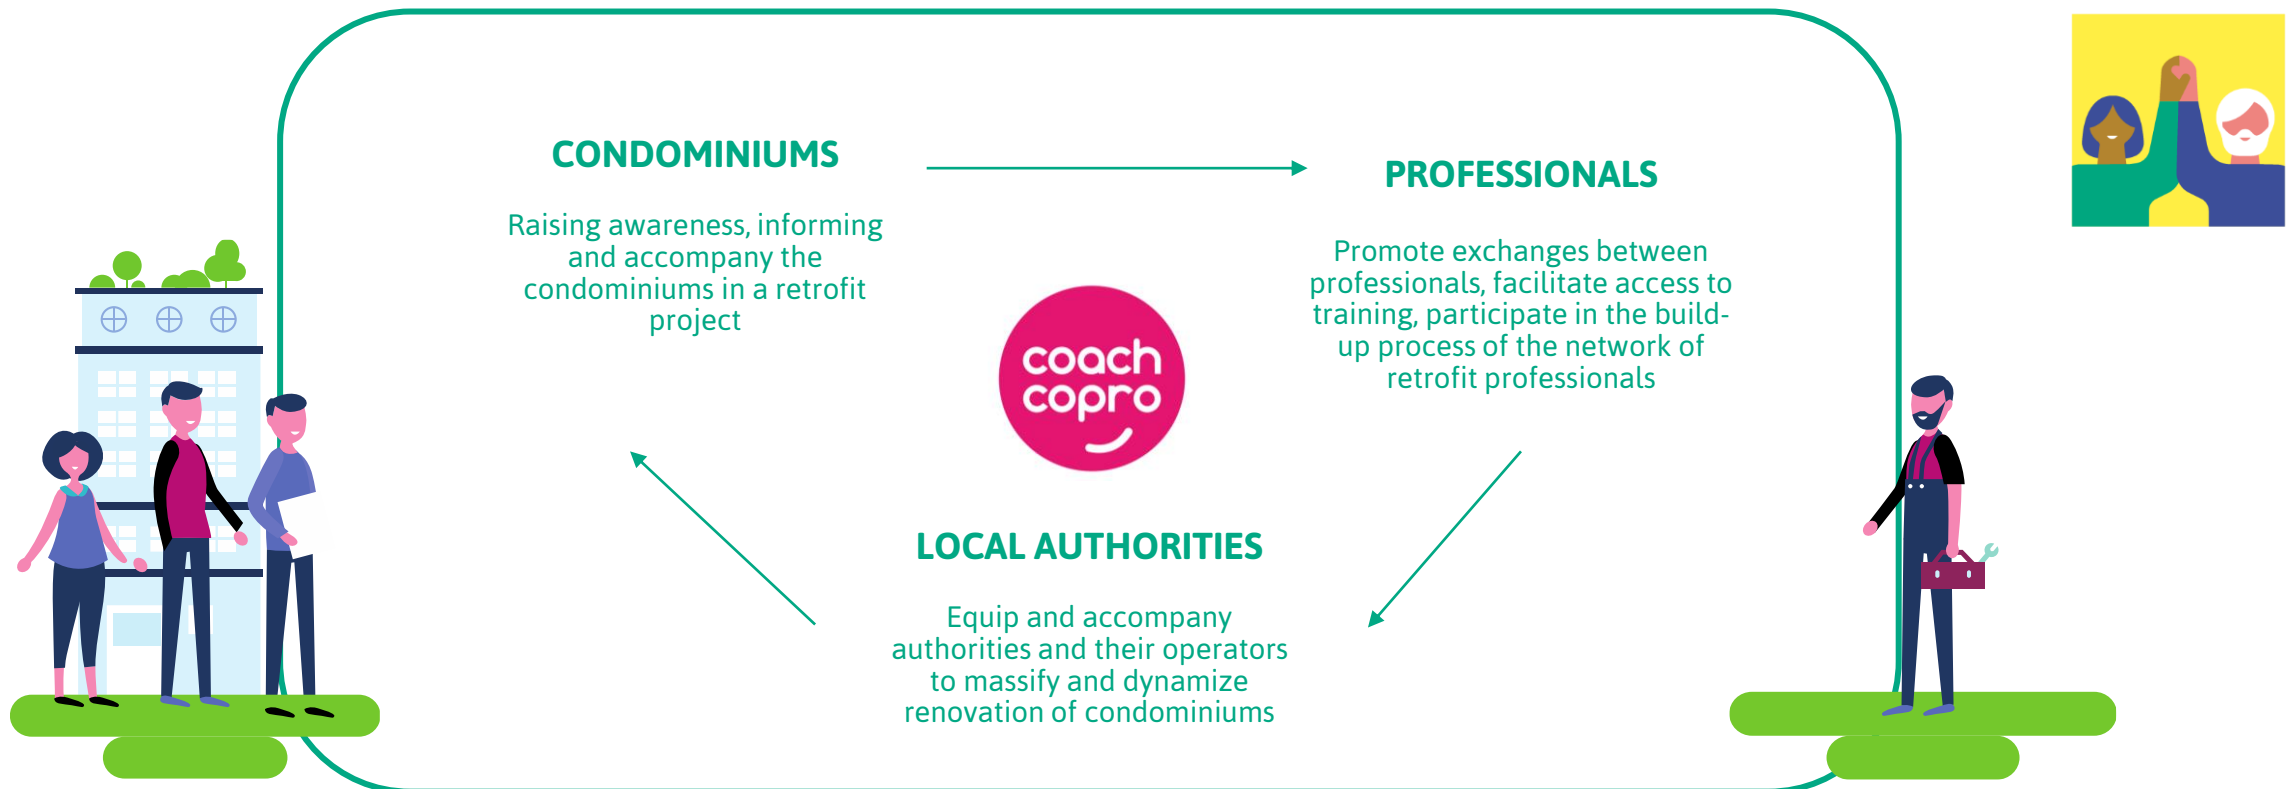 CONDOMINIUMS
Raising awareness, informing
and accompany the
condominiums in a retrofit
project
PROFESSIONALS
Promote exchanges between
professionals, facilitate access to
training, participate in the build-
up process of the network of
retrofit professionals
coach
copro
LOCAL AUTHORITIES
Equip and accompany
authorities and their operators
to massify and dynamize
renovation of condominiums